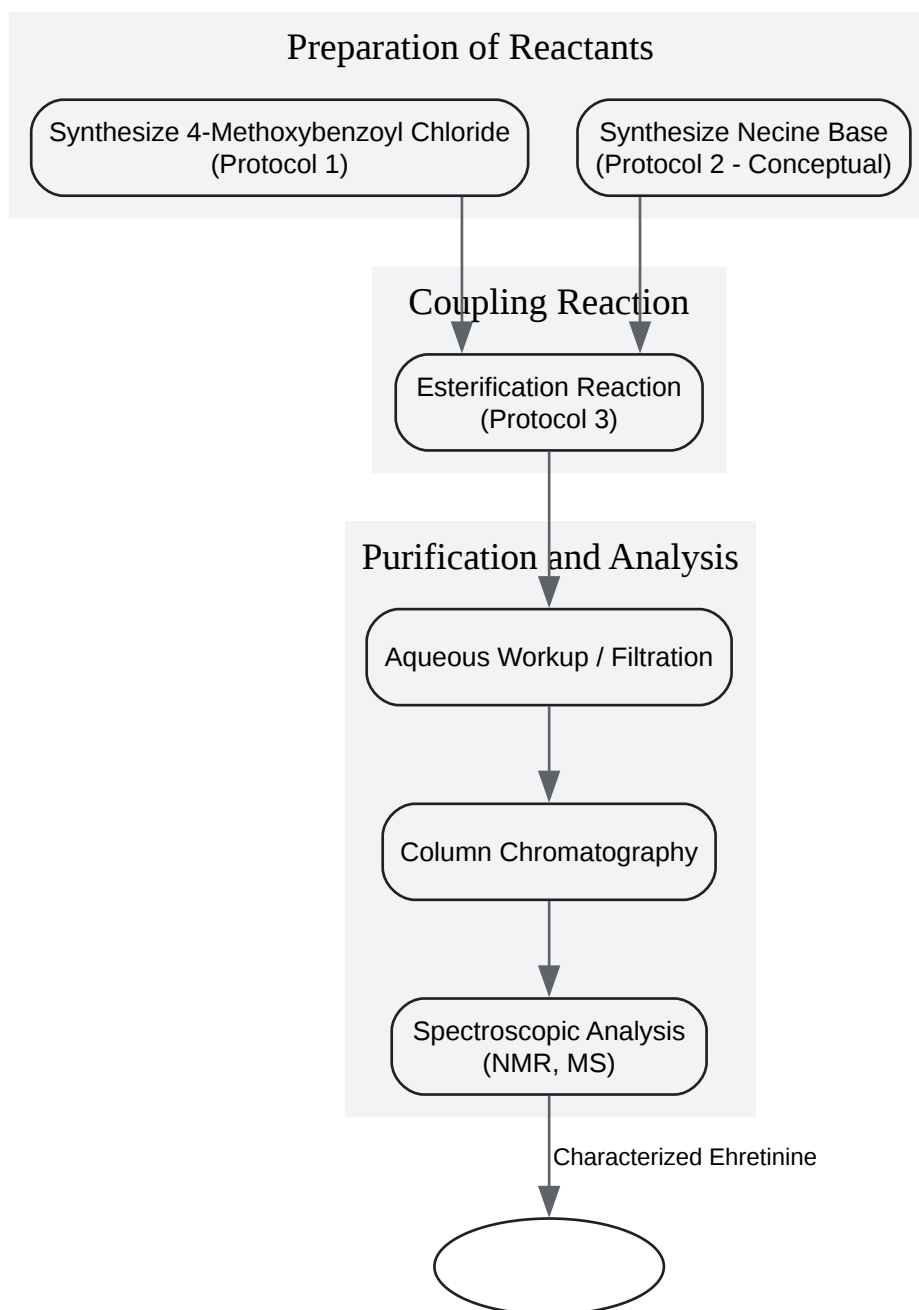 Preparation of Reactants
Synthesize 4-Methoxybenzoyl Chloride
(Protocol 1)
Synthesize Necine Base
(Protocol 2 - Conceptual)
Coupling Reaction
Esterification Reaction
(Protocol 3)
Purification and Analysis
Aqueous Workup / Filtration
Column Chromatography
Spectroscopic Analysis
(NMR, MS)
Characterized Ehretinine